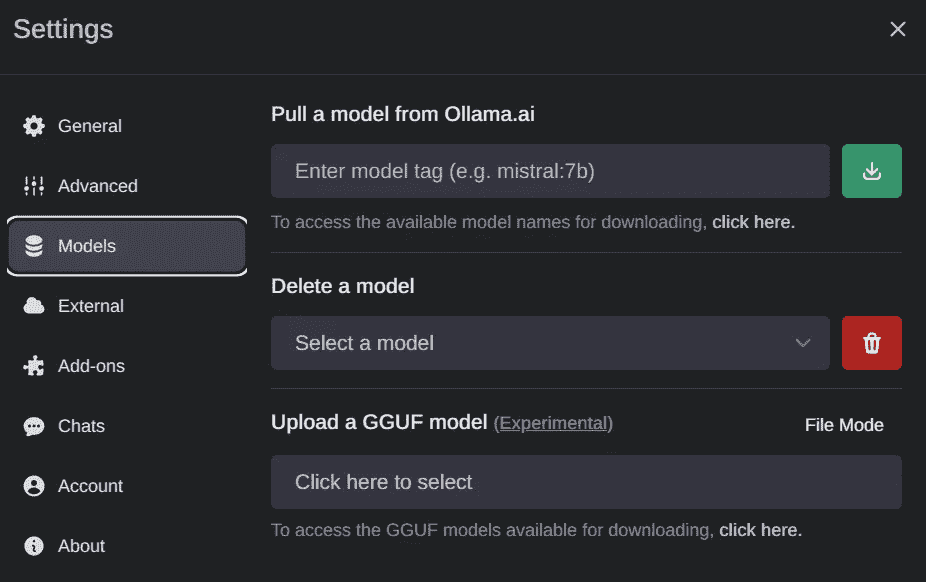 Settings
General
Advanced
Models
External
Add-ons
Chats
Account
About
Pull a model from Ollama.ai
Enter model tag (e.g. mistral:7b)
To access the available model names for downloading, click here.
Delete a model
Select a model
Upload a GGUF model (Experimental)
File Mode
Click here to select
To access the GGUF models available for downloading, click here.